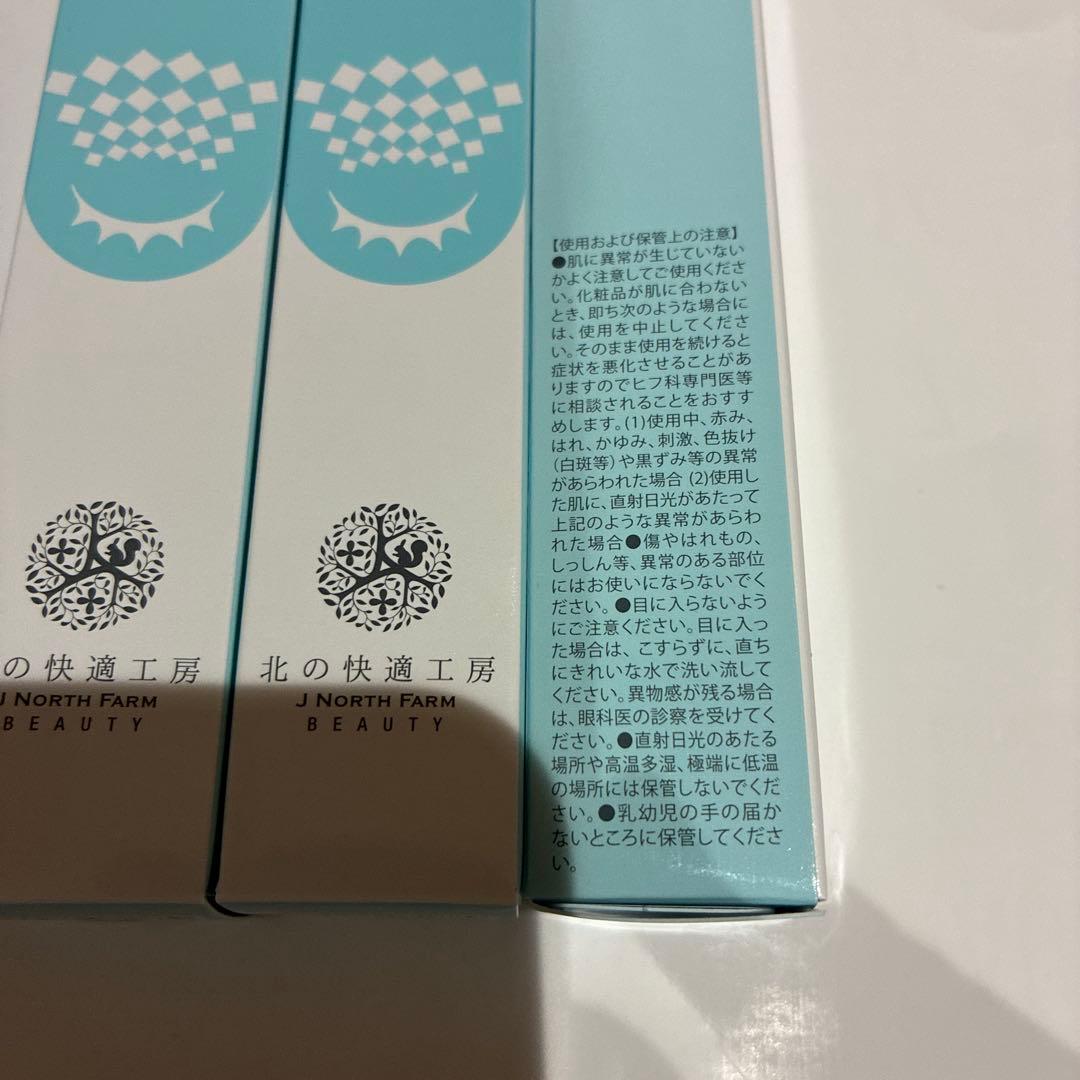 の快適工房
J NORTH FARM
BEAUTY
北の快適工房
J NORTH FARM
BEAUTY
【使用および保管上の注意】
●肌に異常が生じていない
かよく注意してご使用くださ
い。化粧品が肌に合わない
とき、即ち次のような場合に
は、使用を中止してくださ
い。そのまま使用を続けると
症状を悪化させることがあ
りますのでヒフ科専門医等
に相談されることをおすす
めします。(1)使用中、赤み、
はれ、かゆみ、刺激、色抜け
(白斑等)や黒ずみ等の異常
があらわれた場合 (2)使用し
た肌に、直射日光があたって
上記のような異常があらわ
れた場合●傷やはれもの、
しっしん等、異常のある部位
にはお使いにならないでく
ださい。●目に入らないよう
にご注意ください。目に入っ
た場合は、こすらずに、直ち
にきれいな水で洗い流して
ください。異物感が残る場合
は、眼科医の診察を受けてく
ださい。●直射日光のあたる
場所や高温多湿、極端に低温
の場所には保管しないでくだ
さい。●乳幼児の手の届か
ないところに保管してくださ
い。